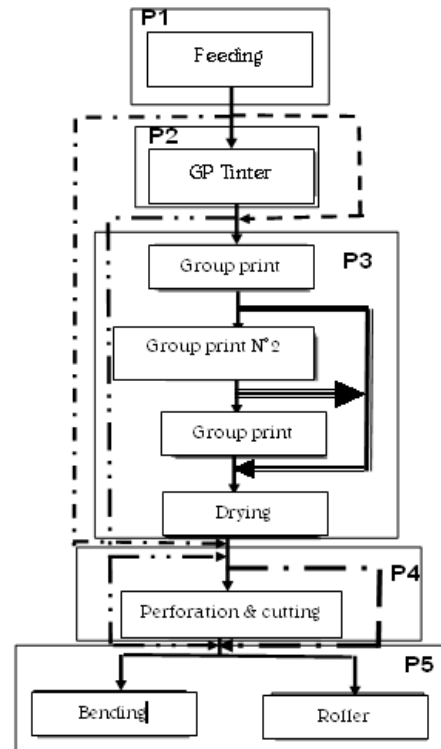 P1
Feeding
P2
GP Tinter
P3
Group print
Group print N°2
Group print
Drying
P4
Perforation & cutting
P5
Bending
Roller